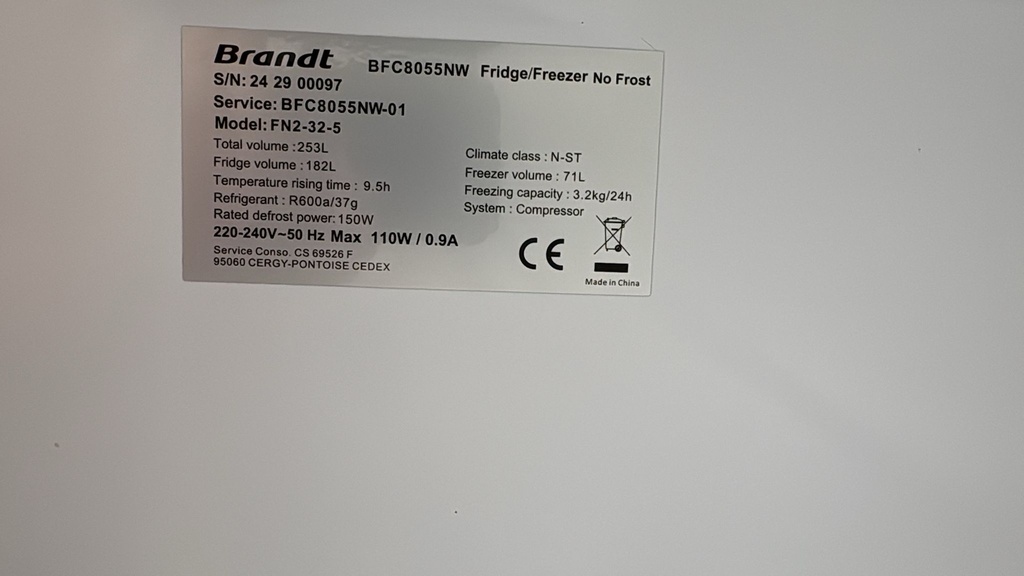 Brandt
BFC8055NW Fridge/Freezer No Frost
S/N: 24 29 00097
Service: BFC8055NW-01
Model: FN2-32-5
Total volume :253L
Fridge volume : 182L
Temperature rising time : 9.5h
Refrigerant : R600a/37g
Rated defrost power: 150W
Climate class : N-ST
Freezer volume : 71L
Freezing capacity : 3.2kg/24h
System : Compressor
220-240V~50 Hz Max 110W / 0.9A
Service Conso. CS 69526 F
95060 CERGY-PONTOISE CEDEX
CE
Made in China